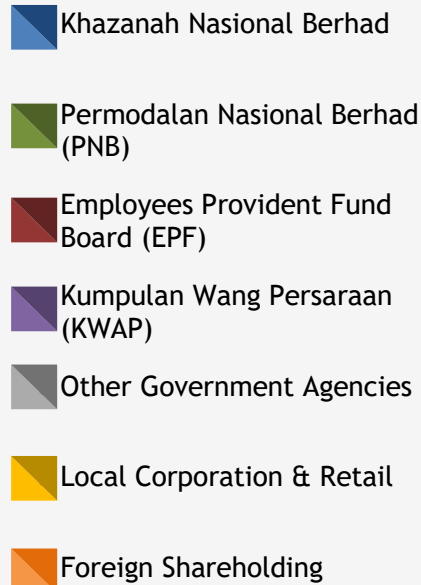 Khazanah Nasional Berhad
Permodalan Nasional Berhad
(PNB)
Employees Provident Fund
Board (EPF)
Kumpulan Wang Persaraan
(KWAP)
Other Government Agencies
Local Corporation & Retail
Foreign Shareholding